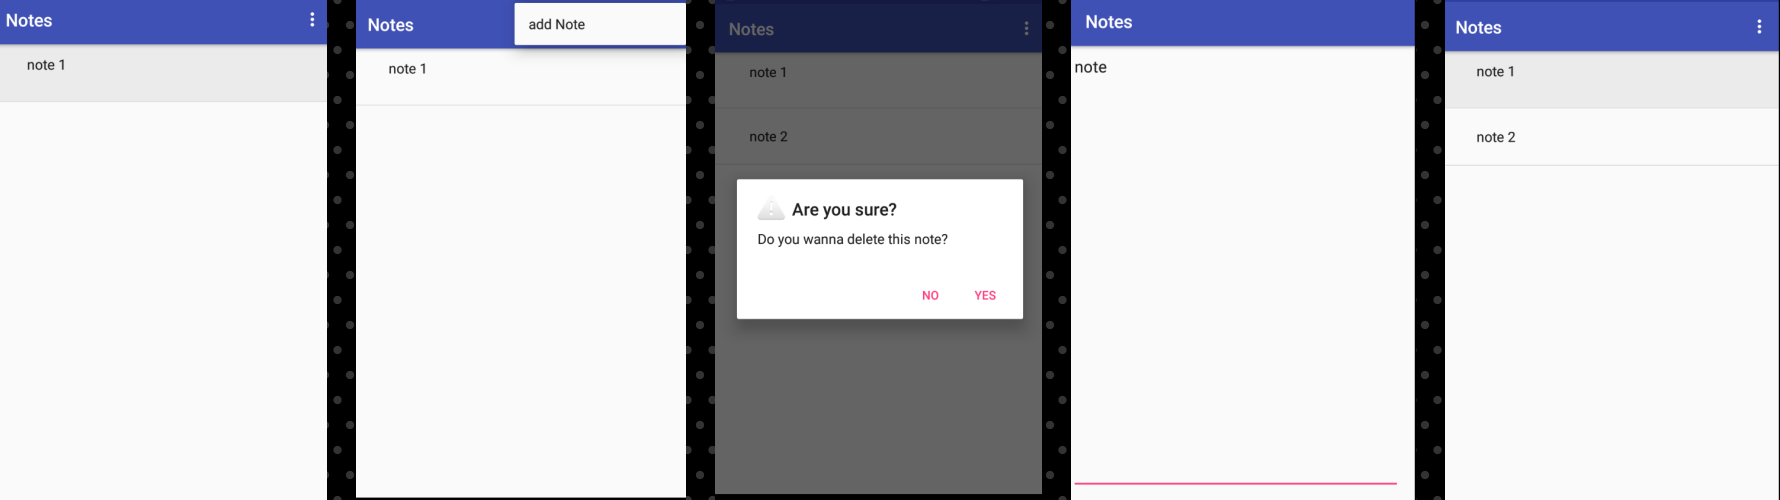 Notes
note 1
Notes
add Note
note 1
Notes
note 1
note 2
Are you sure?
Do you wanna delete this note?
NO YES
Notes
note
Notes
note 1
note 2